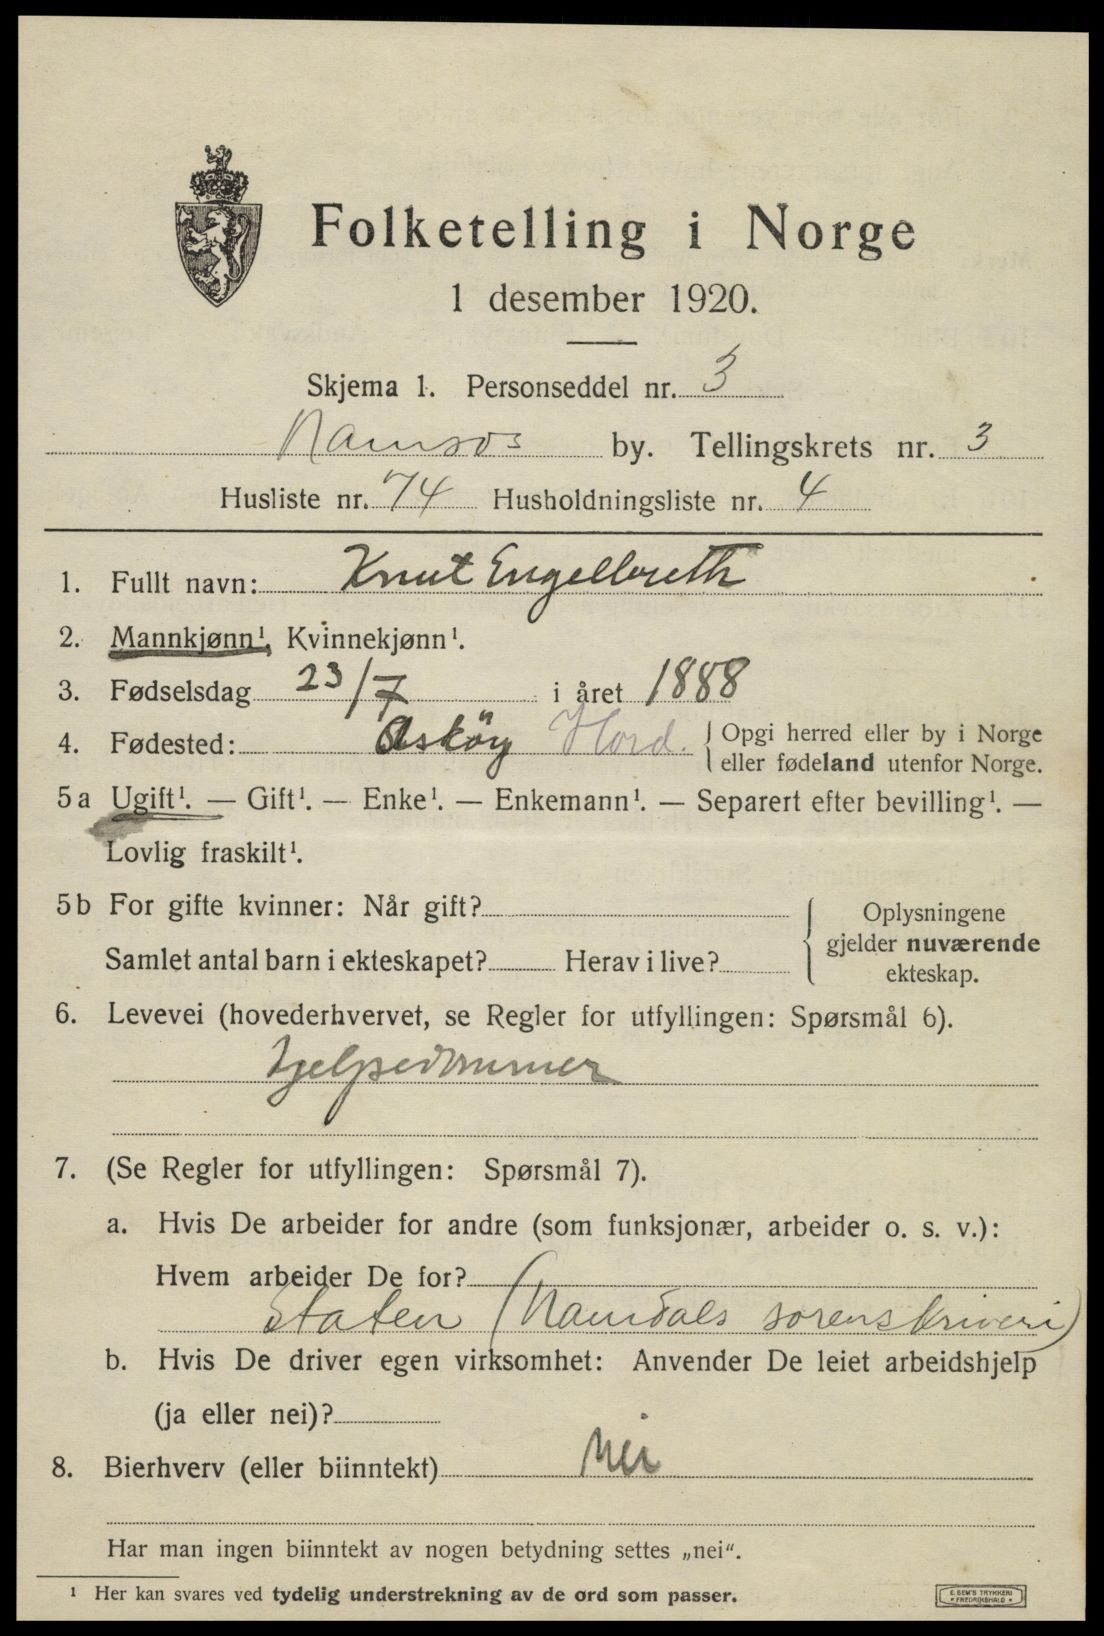 Folketelling i Norge
1 desember 1920.
Skjema 1. Personseddel nr. 3
Namsos by. Tellingskrets nr. 3
Husliste nr. 74 Husholdningsliste nr. 4
1. Fullt navn: Knut Engelbreth
2. Mannkjønn¹, Kvinnekjønn¹.
3. Fødselsdag 23/7 i året 1888
4. Fødested: Asköy Hord. Opgi herred eller by i Norge
eller fødeland utenfor Norge.
5 a Ugift¹. — Gift¹. — Enke¹. — Enkemann¹. — Separert efter bevilling¹. —
Lovlig fraskilt¹.
5 b For gifte kvinner: Når gift?
Samlet antal barn i ekteskapet? Herav i live?
Oplysningene
gjelder nuværende
ekteskap.
6. Levevei (hovederhvervet, se Regler for utfyllingen: Spørsmål 6).
hjelpedommer
7. (Se Regler for utfyllingen: Spørsmål 7).
a. Hvis De arbeider for andre (som funksjonær, arbeider o. s. v.):
Hvem arbeider De for?
Staten (Namdals sorenskriveri)
b. Hvis De driver egen virksomhet: Anvender De leiet arbeidshjelp
(ja eller nei)?
8. Bierhverv (eller biinntekt) Nei
Har man ingen biinntekt av nogen betydning settes „nei".
¹ Her kan svares ved tydelig understrekning av de ord som passer.
E. SEM'S TRYKKERI
FREDRIKSHALD